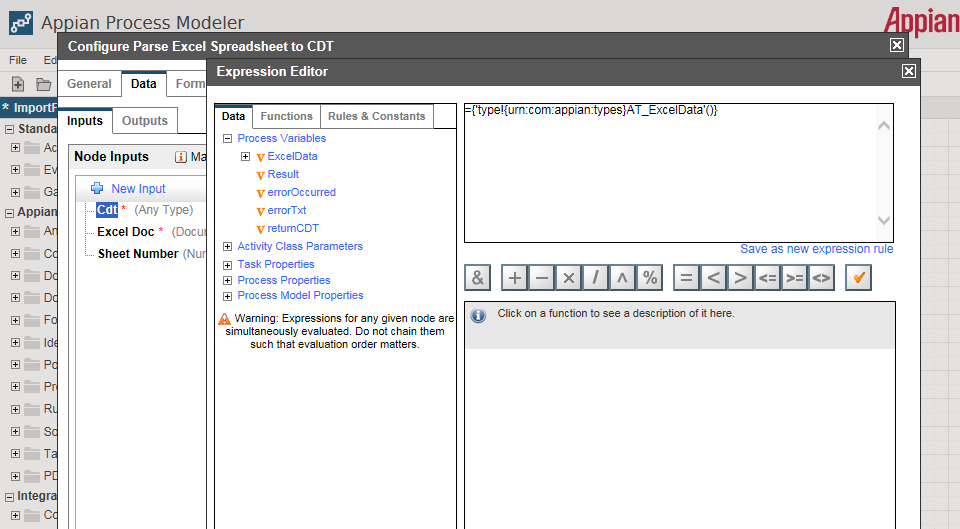 Appian Process Modeler
Appian
Configure Parse Excel Spreadsheet to CDT
File
Ed
Expression Editor
General
Data
Form
* ImportF
Inputs
Outputs
Data
Functions
Rules & Constants
={'type!{urn:com:appian:types}AT_ExcelData'()}
Standa
Ac
Ev
Ga
Appian
An
Co
Do
Do
Fo
Ide
Po
Pro
Ru
So
Ta
PD
Integra
Co
Node Inputs
Ma
New Input
Cdt * (Any Type)
Excel Doc * (Docur
Sheet Number (Nur
Process Variables
ExcelData
Result
errorOccurred
errorTxt
returnCDT
Activity Class Parameters
Task Properties
Process Properties
Process Model Properties
Warning: Expressions for any given node are
simultaneously evaluated. Do not chain them
such that evaluation order matters.
Save as new expression rule
& + − × / ^ % = < > <= >= <>
Click on a function to see a description of it here.